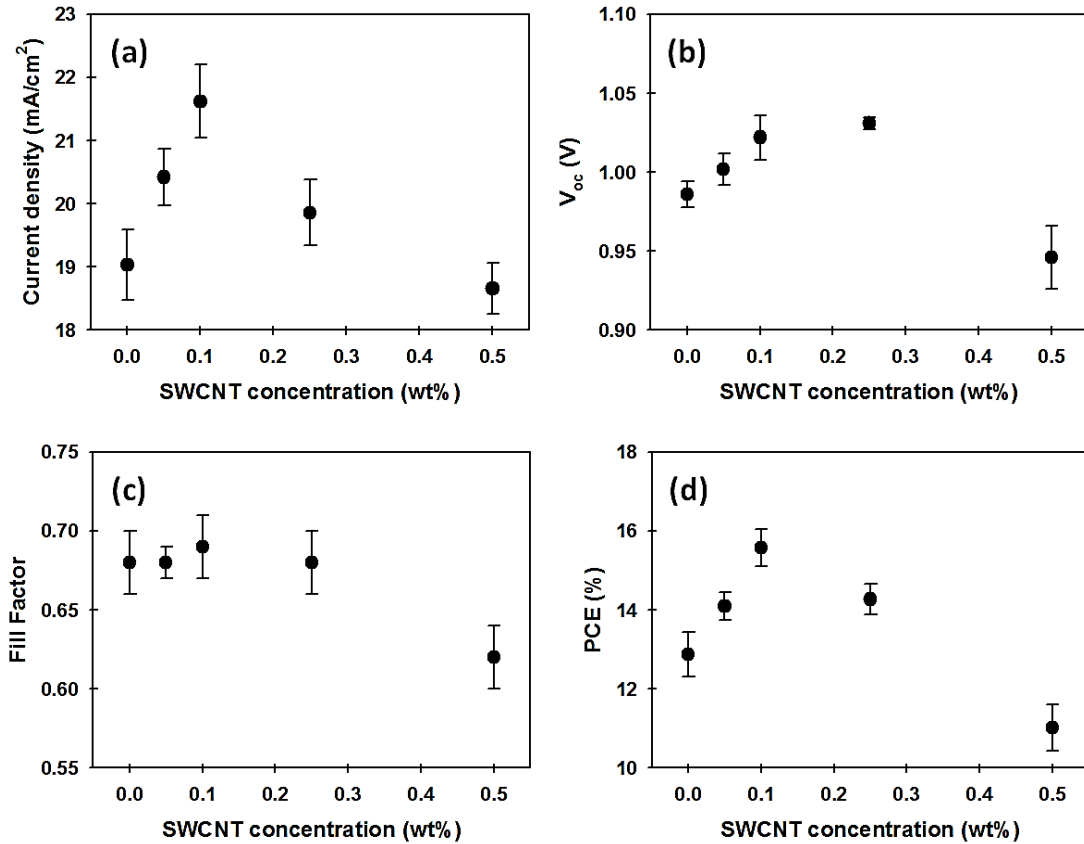 (a)
Current density (mA/cm²)
23
22
21
20
19
18
0.0 0.1 0.2 0.3 0.4 0.5
SWCNT concentration (wt%)
(b)
Voc (V)
1.10
1.05
1.00
0.95
0.90
0.0 0.1 0.2 0.3 0.4 0.5
SWCNT concentration (wt%)
(c)
Fill Factor
0.75
0.70
0.65
0.60
0.55
0.0 0.1 0.2 0.3 0.4 0.5
SWCNT concentration (wt%)
(d)
PCE (%)
18
16
14
12
10
0.0 0.1 0.2 0.3 0.4 0.5
SWCNT concentration (wt%)